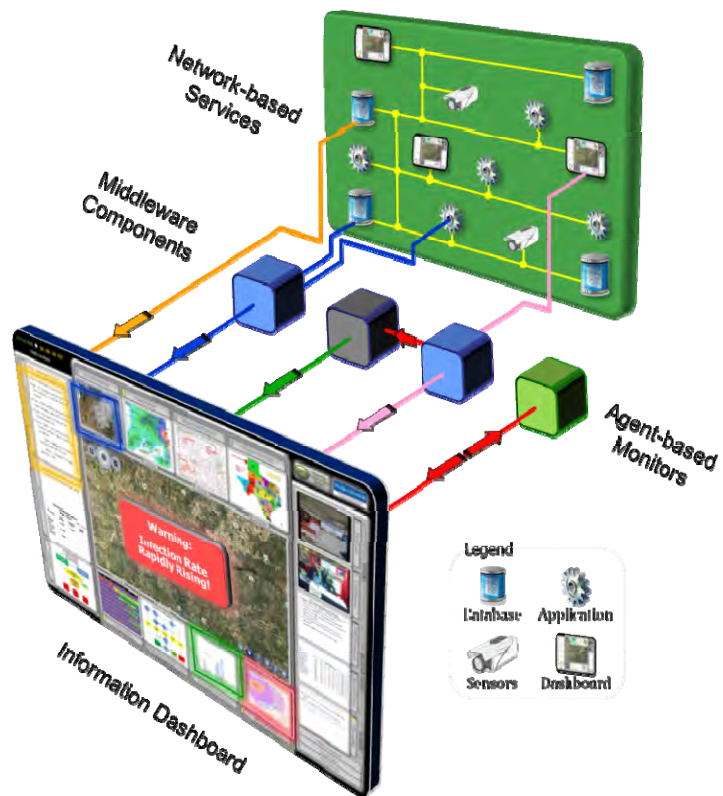 Network-based
Services
Middleware
Components
Agent-based
Monitors
Warning:
Infection Rate
Rapidly Rising!
Information Dashboard
Legend
Database
Application
Sensors
Dashboard